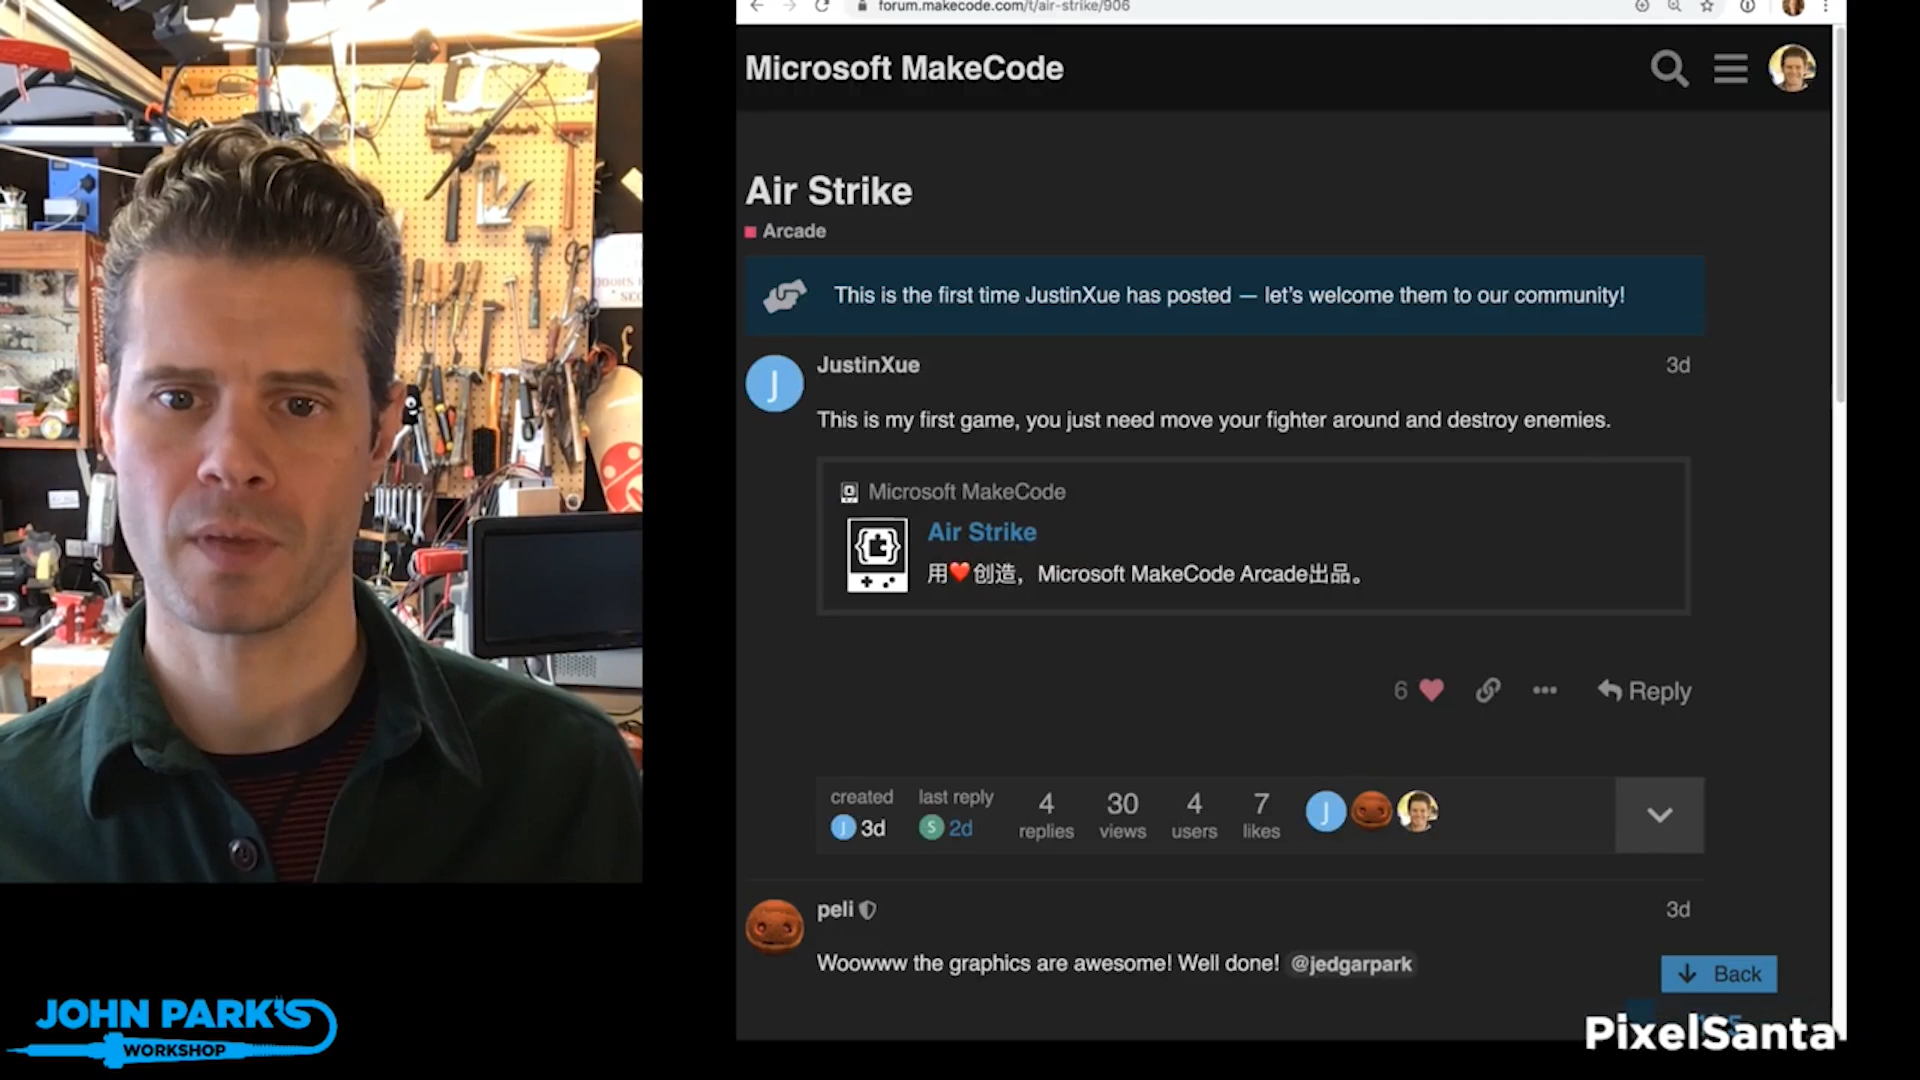 forum.makecode.com/t/air-strike/906
Microsoft MakeCode
Air Strike
Arcade
This is the first time JustinXue has posted — let's welcome them to our community!
J
JustinXue
3d
This is my first game, you just need move your fighter around and destroy enemies.
Microsoft MakeCode
Air Strike
用❤️创造，Microsoft MakeCode Arcade出品。
6
Reply
created
last reply
4
30
4
7
J 3d
S 2d
replies
views
users
likes
J
peli
3d
Woowww the graphics are awesome! Well done! @jedgarpark
Back
JOHN PARK'S
WORKSHOP
PixelSanta